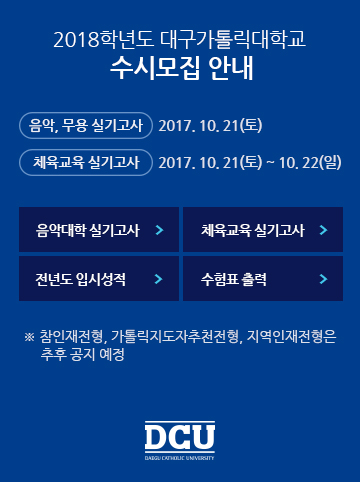 2018학년도 대구가톨릭대학교
수시모집 안내
음악, 무용 실기고사 2017. 10. 21(토)
체육교육 실기고사 2017. 10. 21(토) ~ 10. 22(일)
음악대학 실기고사 > 체육교육 실기고사 >
전년도 입시성적 > 수험표 출력 >
※ 참인재전형, 가톨릭지도자추천전형, 지역인재전형은
추후 공지 예정
DCU
DAEGU CATHOLIC UNIVERSITY